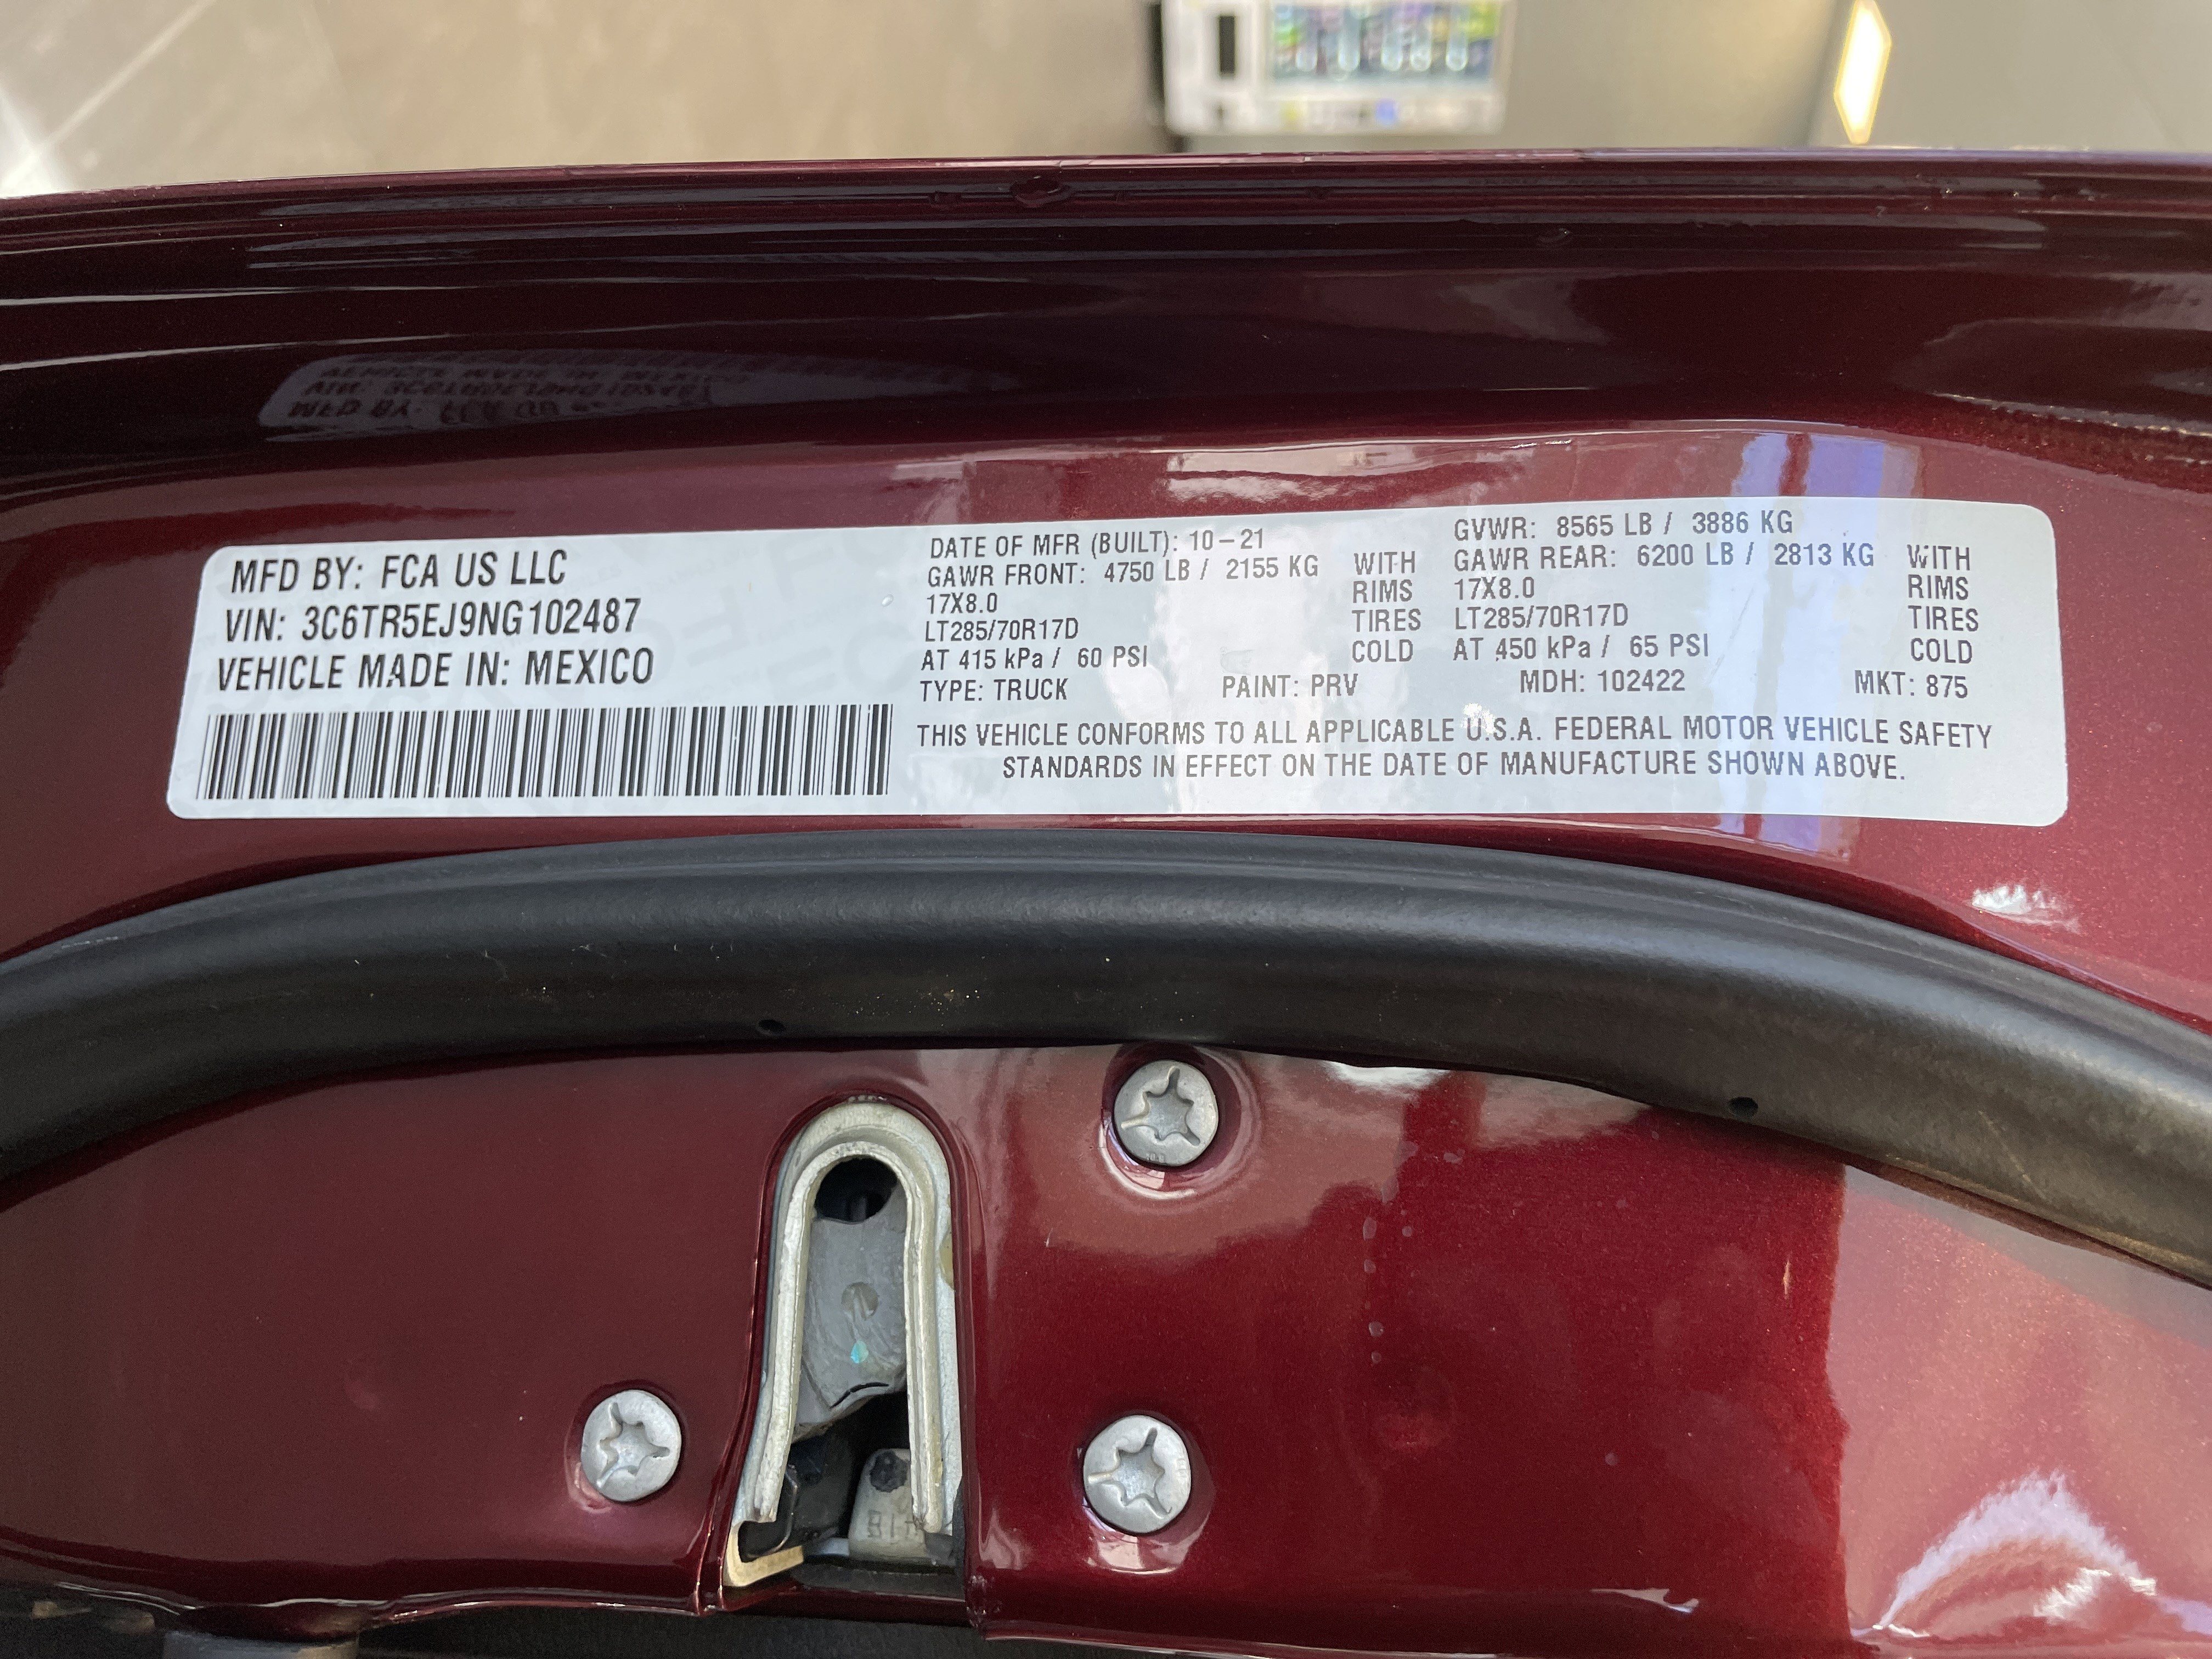 MFD BY: FCA US LLC
VIN: 3C6TR5EJ9NG102487
VEHICLE MADE IN: MEXICO
DATE OF MFR (BUILT): 10-21
GAWR FRONT: 4750 LB / 2155 KG WITH
17X8.0 RIMS
LT285/70R17D TIRES
AT 415 kPa / 60 PSI COLD
GVWR: 8565 LB / 3886 KG
GAWR REAR: 6200 LB / 2813 KG WITH
17X8.0 RIMS
LT285/70R17D TIRES
AT 450 kPa / 65 PSI COLD
TYPE: TRUCK PAINT: PRV MDH: 102422 MKT: 875
THIS VEHICLE CONFORMS TO ALL APPLICABLE U.S.A. FEDERAL MOTOR VEHICLE SAFETY
STANDARDS IN EFFECT ON THE DATE OF MANUFACTURE SHOWN ABOVE.